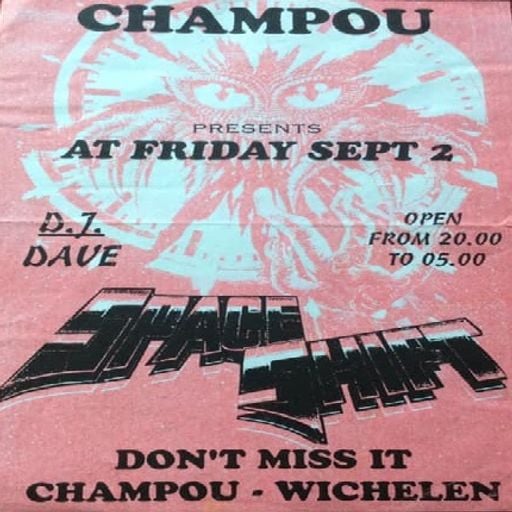 CHAMPOU
PRESENTS
AT FRIDAY SEPT 2
D.J.
DAVE
OPEN
FROM 20.00
TO 05.00
SPACE
SHIFT
DON'T MISS IT
CHAMPOU - WICHELEN